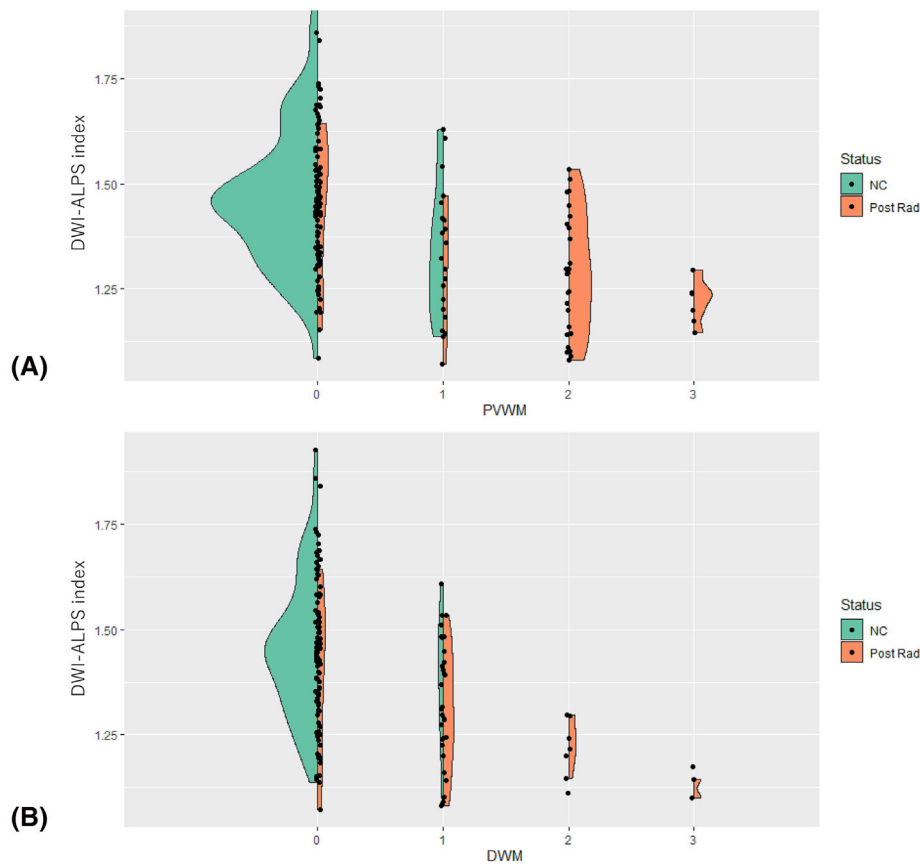 1.75
1.50
1.25
DWI-ALPS index
0 1 2 3
PVWM
Status
NC
Post Rad
(A)
1.75
1.50
1.25
DWI-ALPS index
0 1 2 3
DWM
Status
NC
Post Rad
(B)